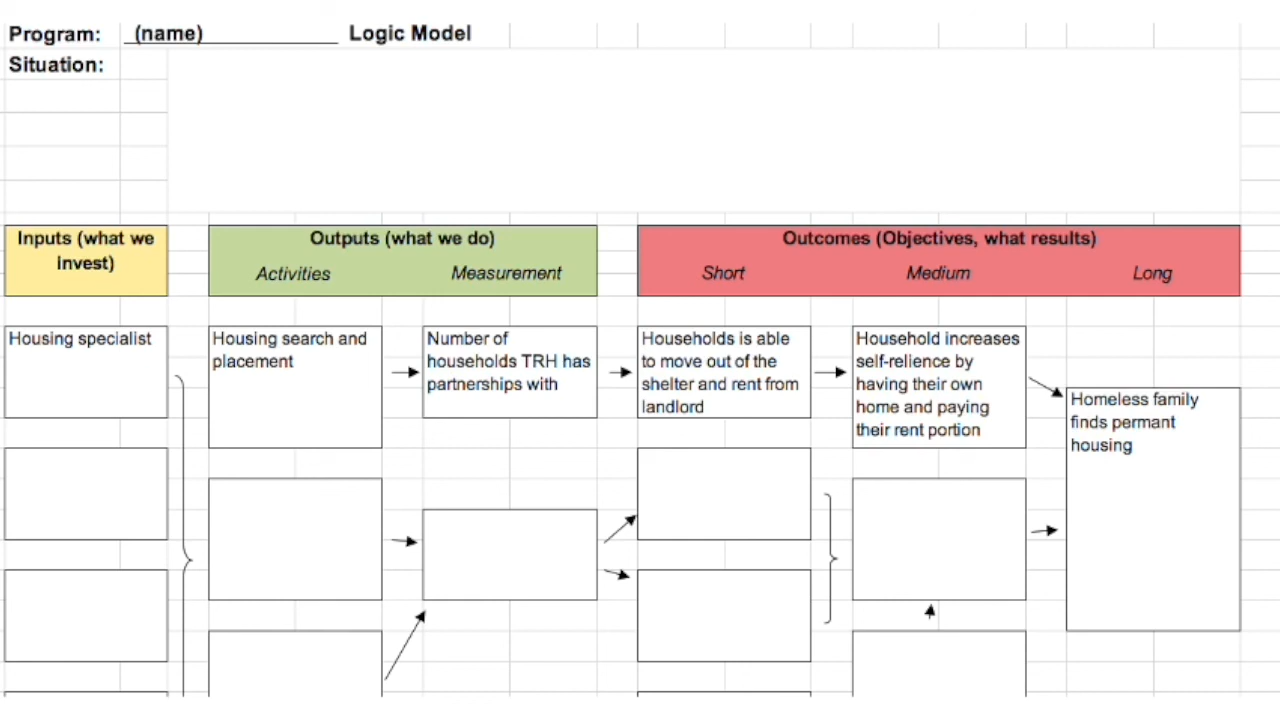 Program: (name) Logic Model
Situation:
Inputs (what we
invest)
Outputs (what we do)
Activities Measurement
Outcomes (Objectives, what results)
Short Medium Long
Housing specialist
Housing search and
placement
Number of
households TRH has
partnerships with
Households is able
to move out of the
shelter and rent from
landlord
Household increases
self-relience by
having their own
home and paying
their rent portion
Homeless family
finds permant
housing